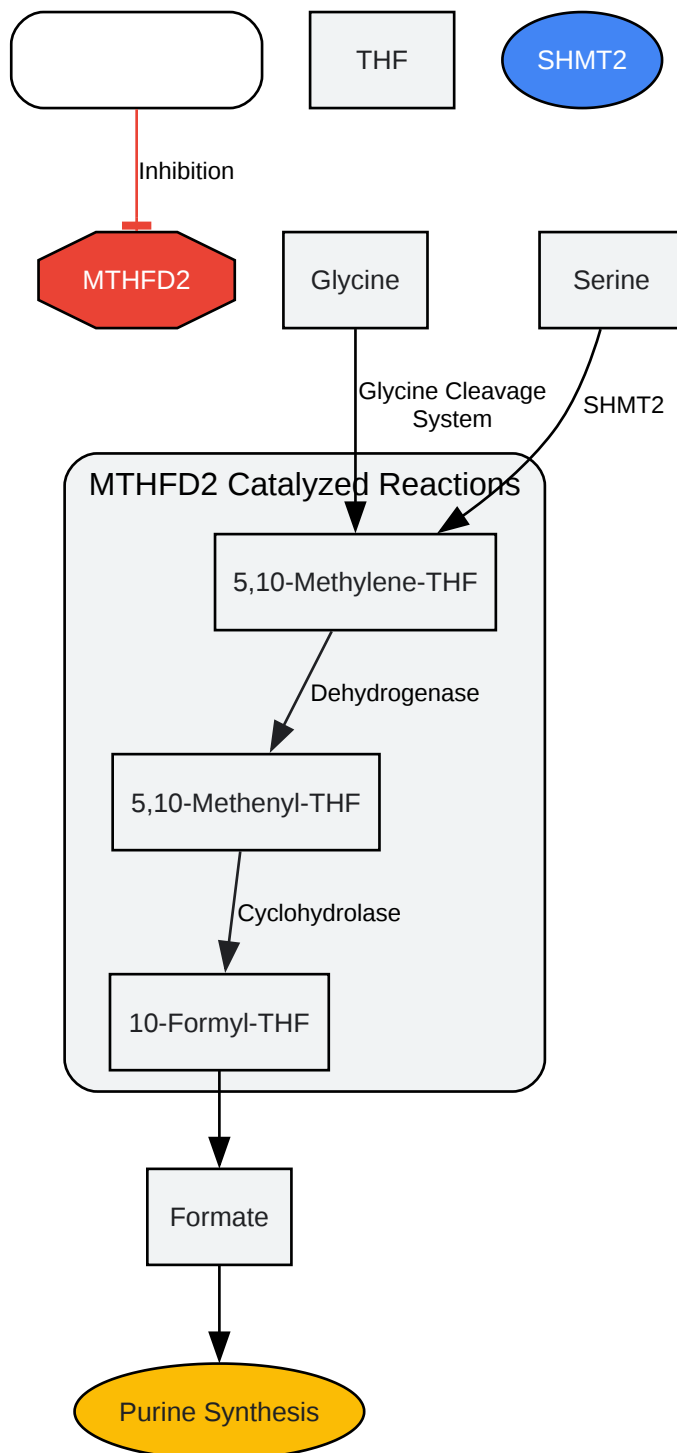 THF
SHMT2
Inhibition
MTHFD2
Glycine
Serine
Glycine Cleavage
System
SHMT2
MTHFD2 Catalyzed Reactions
5,10-Methylene-THF
Dehydrogenase
5,10-Methenyl-THF
Cyclohydrolase
10-Formyl-THF
Formate
Purine Synthesis